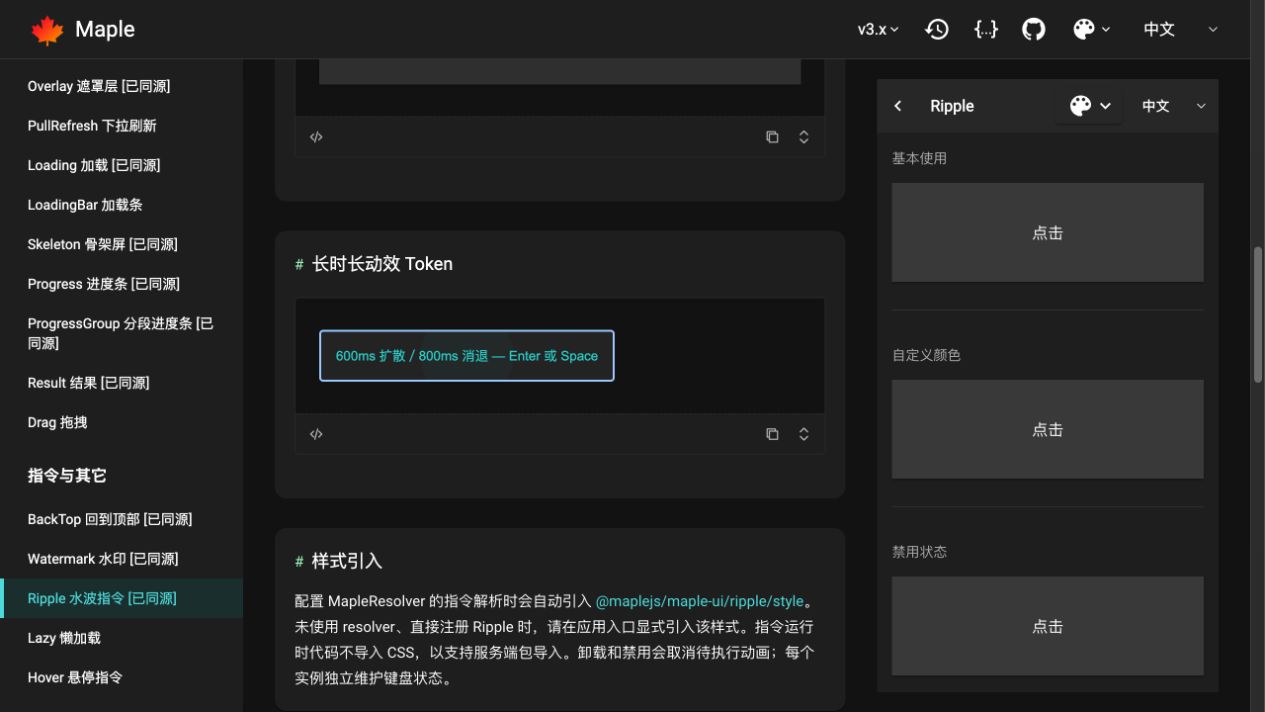 Maple
v3.x
中文
Overlay 遮罩层 [已同源]
PullRefresh 下拉刷新
Loading 加载 [已同源]
LoadingBar 加载条
Skeleton 骨架屏 [已同源]
Progress 进度条 [已同源]
ProgressGroup 分段进度条 [已
同源]
Result 结果 [已同源]
Drag 拖拽
指令与其它
BackTop 回到顶部 [已同源]
Watermark 水印 [已同源]
Ripple 水波指令 [已同源]
Lazy 懒加载
Hover 悬停指令
# 长时长动效 Token
600ms 扩散 / 800ms 消退 — Enter 或 Space
# 样式引入
配置 MapleResolver 的指令解析时会自动引入 @maplejs/maple-ui/ripple/style。
未使用 resolver、直接注册 Ripple 时，请在应用入口显式引入该样式。指令运行
时代码不导入 CSS，以支持服务端包导入。卸载和禁用会取消待执行动画；每个
实例独立维护键盘状态。
Ripple
中文
基本使用
点击
自定义颜色
点击
禁用状态
点击